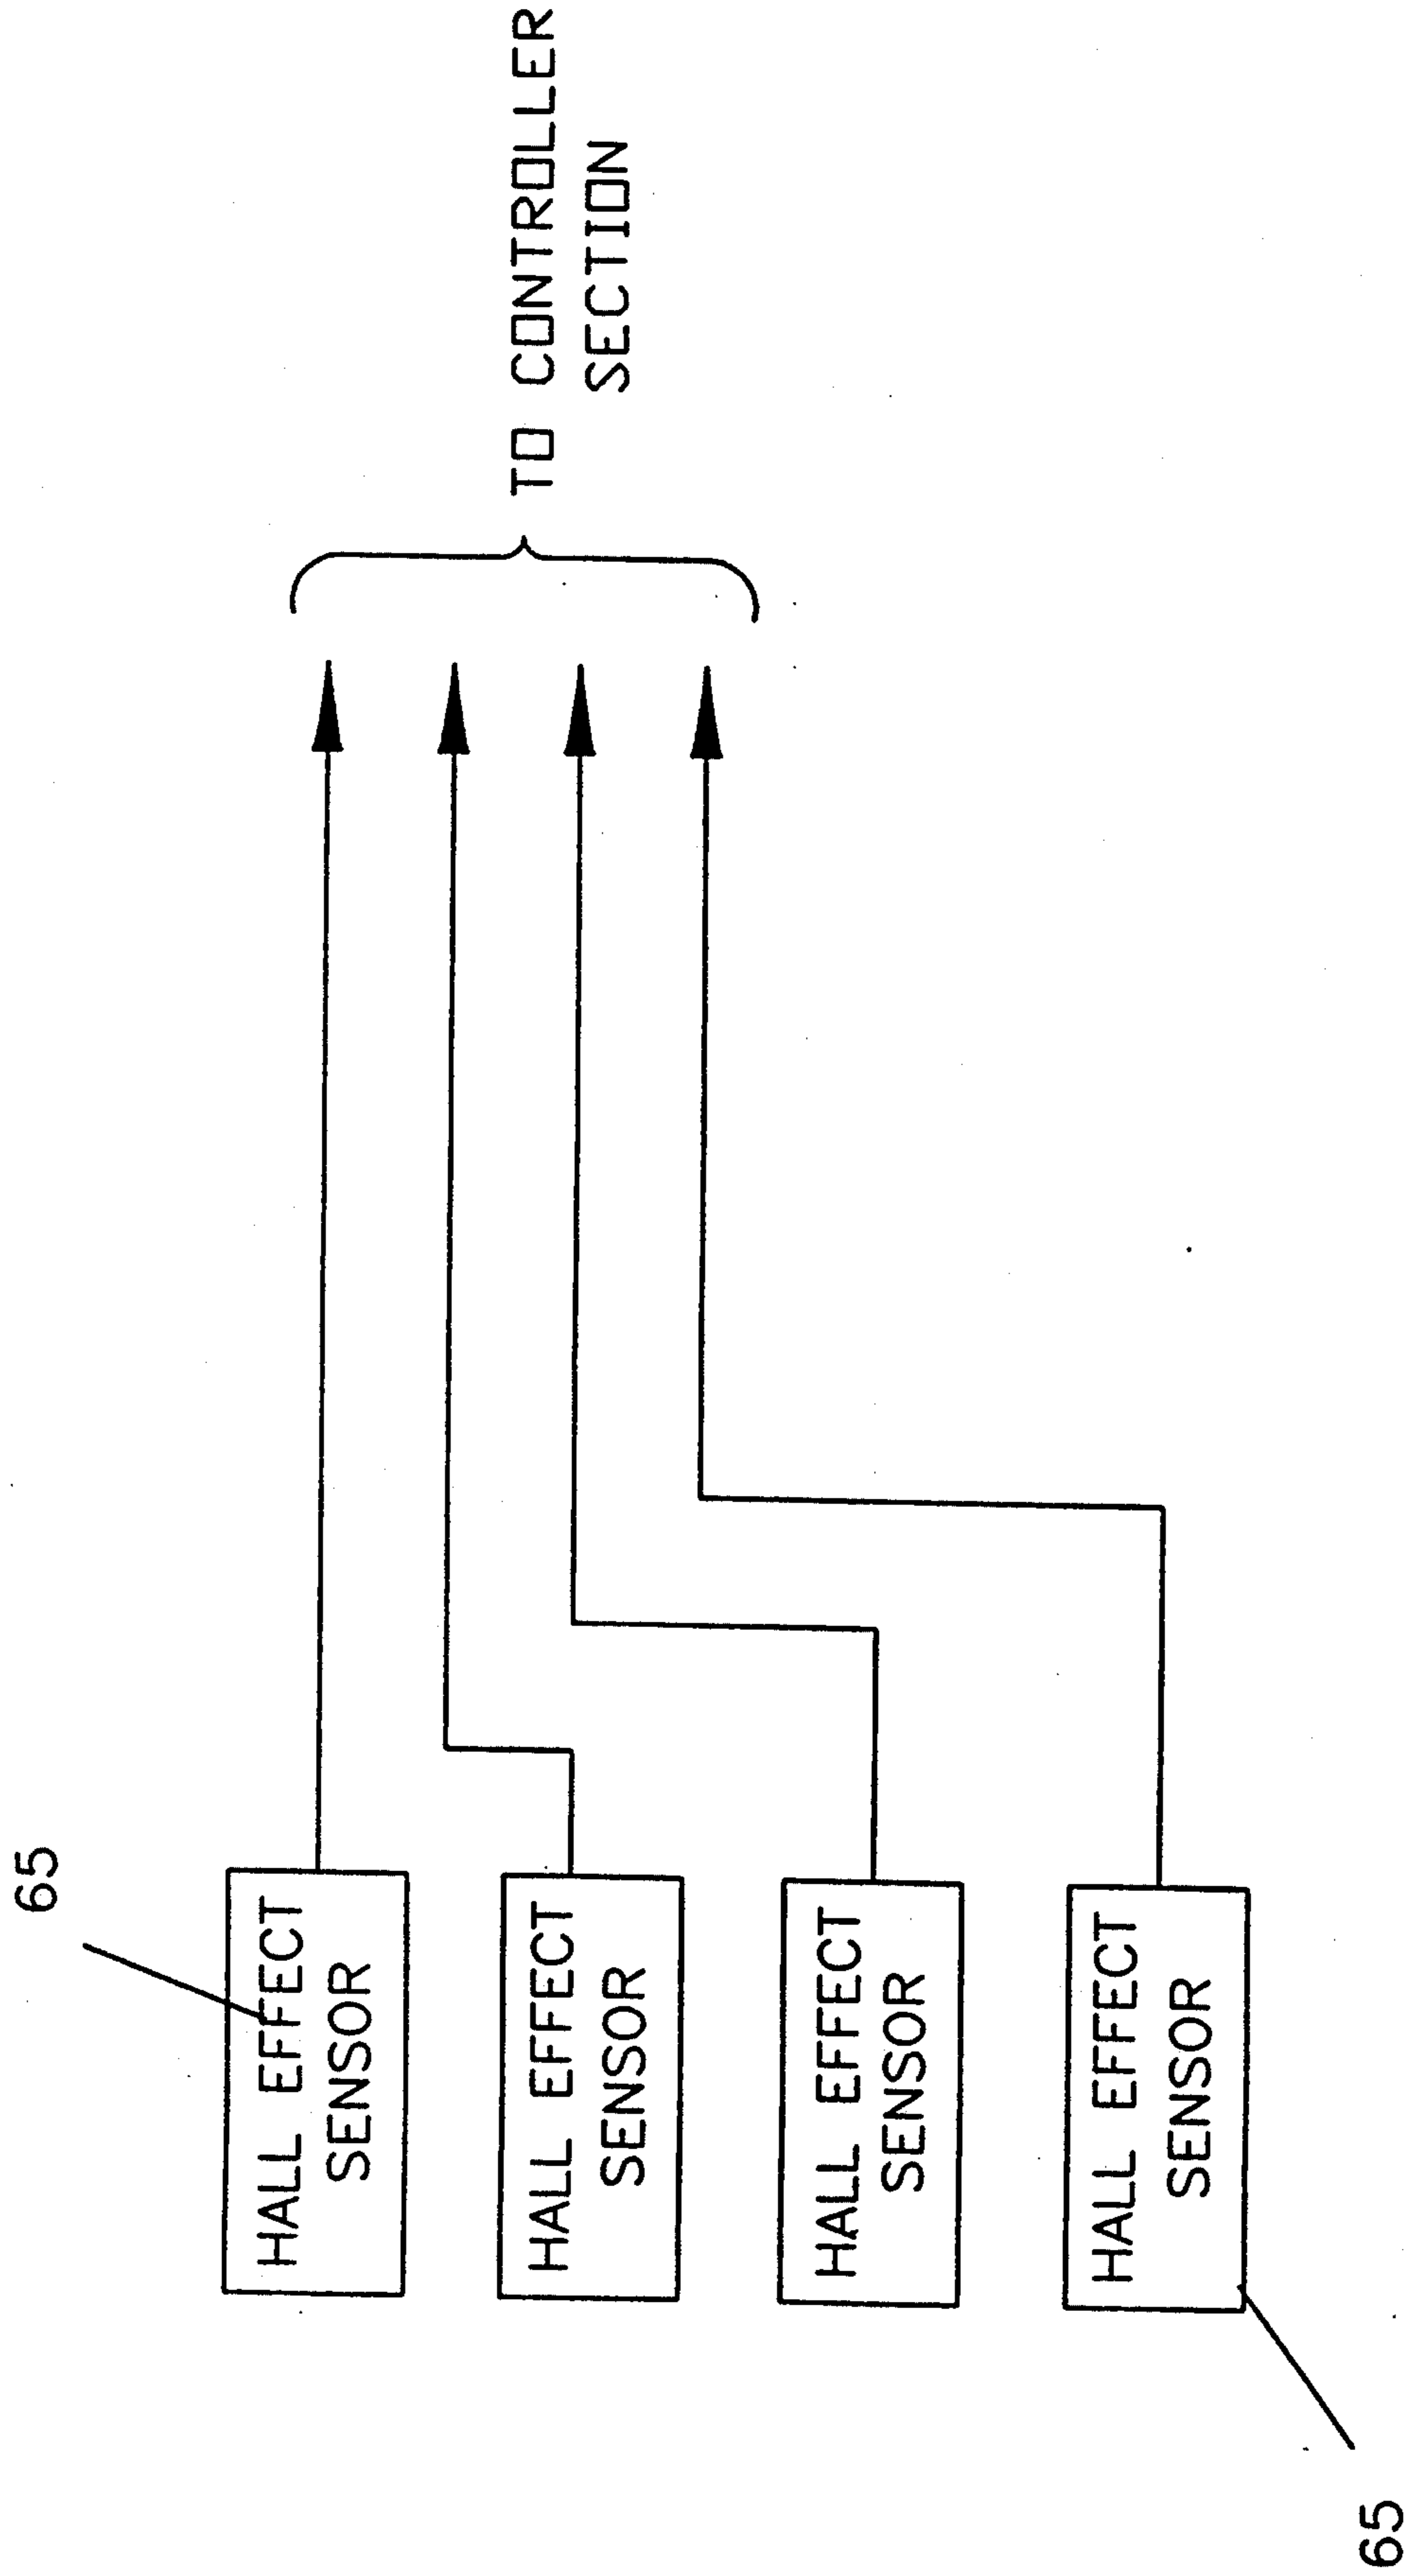 65
HALL EFFECT
SENSOR
HALL EFFECT
SENSOR
HALL EFFECT
SENSOR
HALL EFFECT
SENSOR
65
TO CONTROLLER
SECTION